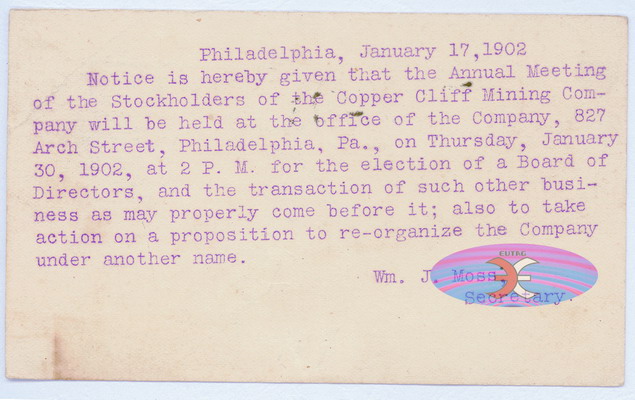 Philadelphia, January 17,1902
Notice is hereby given that the Annual Meeting
of the Stockholders of the Copper Cliff Mining Com-
pany will be held at the office of the Company, 827
Arch Street, Philadelphia, Pa., on Thursday, January
30, 1902, at 2 P. M. for the election of a Board of
Directors, and the transaction of such other busi-
ness as may properly come before it; also to take
action on a proposition to re-organize the Company
under another name.
EUTAG
Wm. J. Moss,
Secretary.